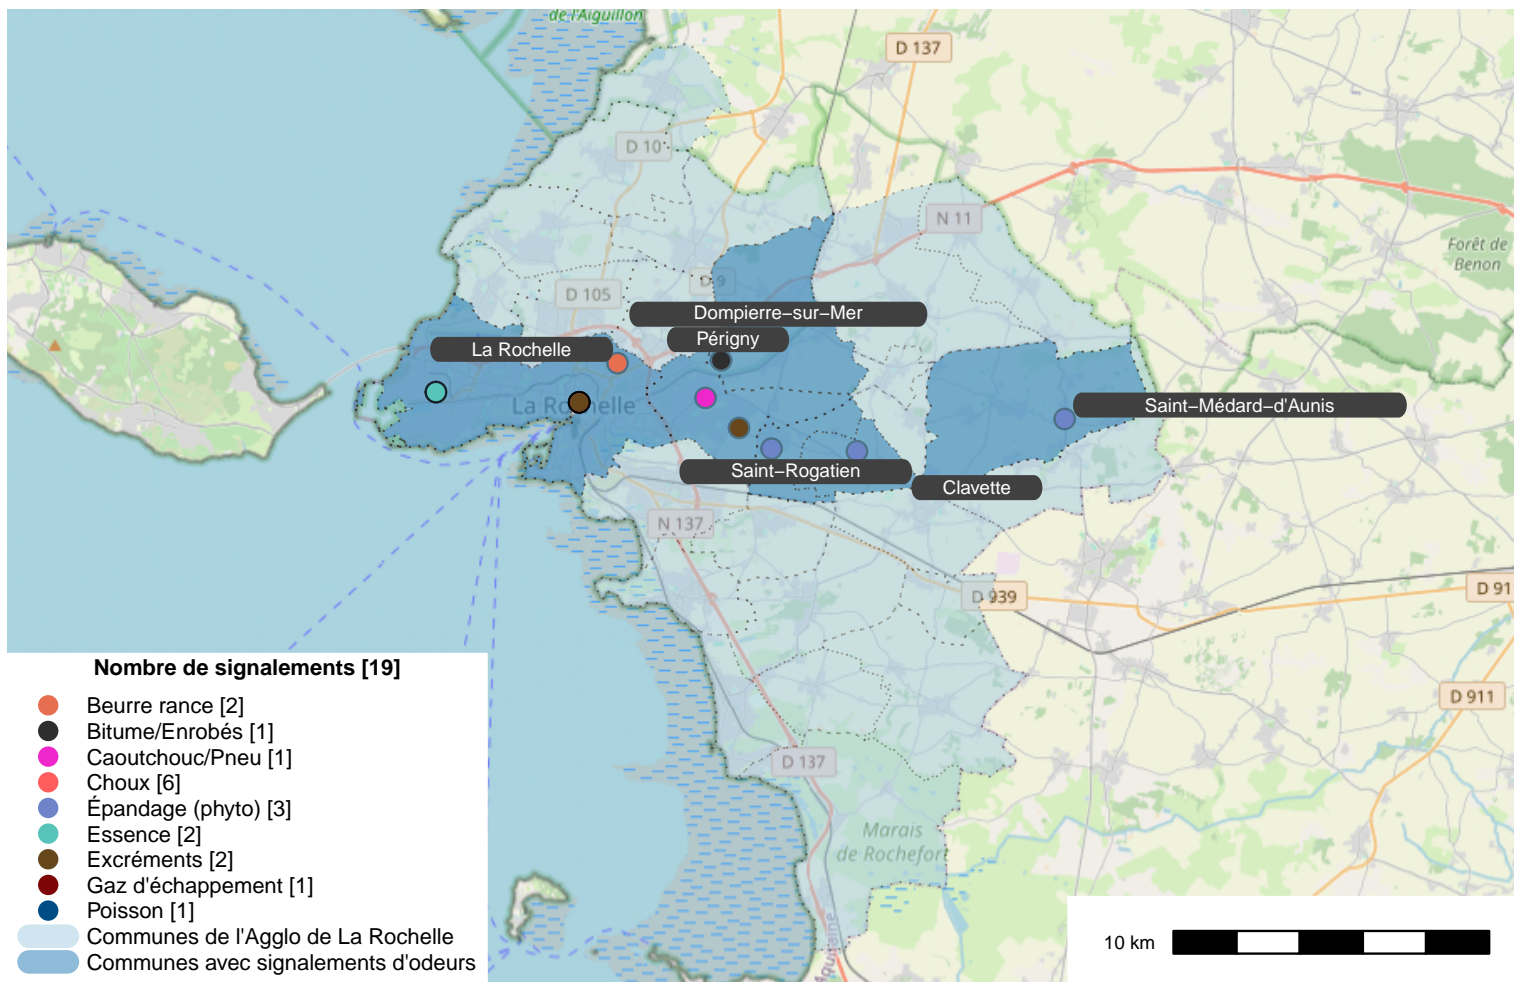 de l'Aiguillon
D 137
D 10
N 11
Forêt de
Benon
D 9
D 105
Dompierre-sur-Mer
Périgny
La Rochelle
La Rochelle
Saint-Médard-d'Aunis
Saint-Rogatien
Clavette
N 137
D 939
D 91
D 911
D 137
Marais
de Rochefort
Aquitaine
Nombre de signalements [19]
Beurre rance [2]
Bitume/Enrobés [1]
Caoutchouc/Pneu [1]
Choux [6]
Épandage (phyto) [3]
Essence [2]
Excréments [2]
Gaz d'échappement [1]
Poisson [1]
Communes de l'Agglo de La Rochelle
Communes avec signalements d'odeurs
10 km